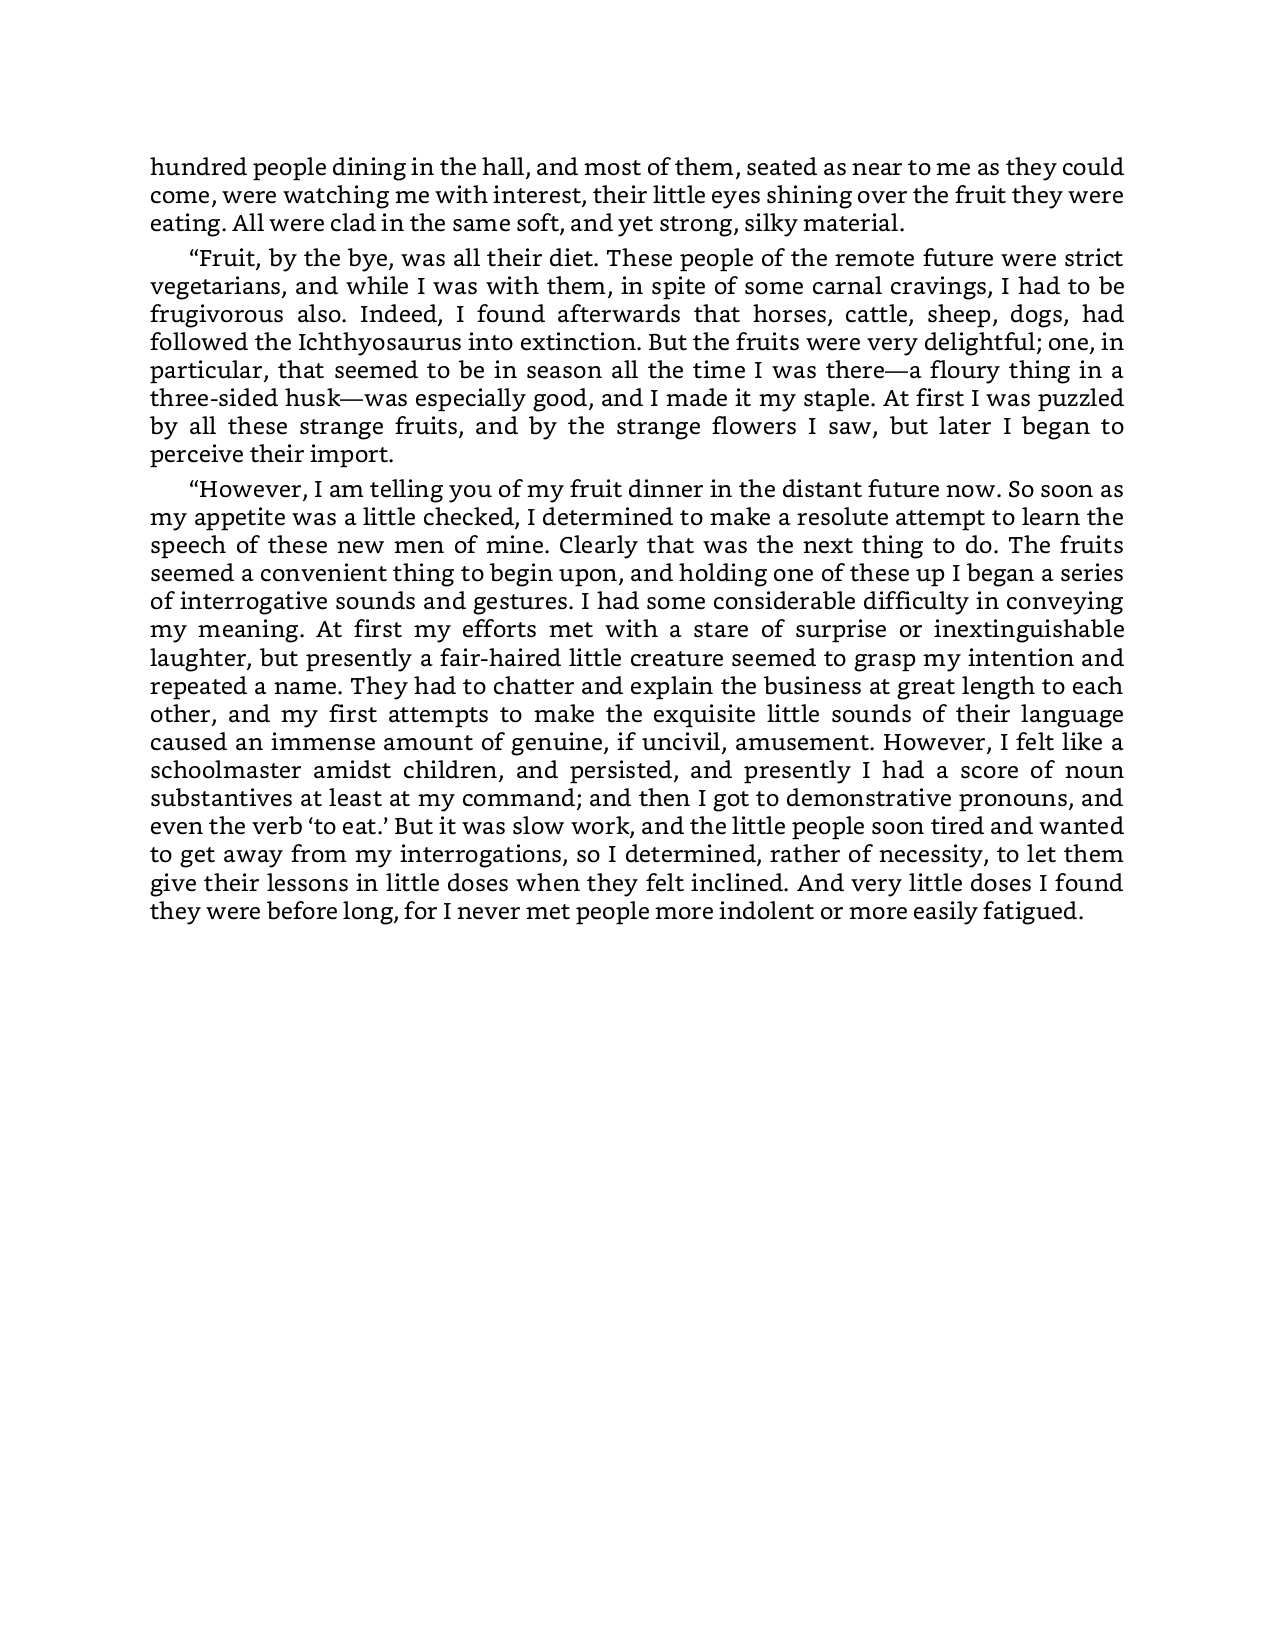 hundred people dining in the hall, and most of them, seated as near to me as they could
come, were watching me with interest, their little eyes shining over the fruit they were
eating. All were clad in the same soft, and yet strong, silky material.
“Fruit, by the bye, was all their diet. These people of the remote future were strict
vegetarians, and while I was with them, in spite of some carnal cravings, I had to be
frugivorous also. Indeed, I found afterwards that horses, cattle, sheep, dogs, had
followed the Ichthyosaurus into extinction. But the fruits were very delightful; one, in
particular, that seemed to be in season all the time I was there—a floury thing in a
three-sided husk—was especially good, and I made it my staple. At first I was puzzled
by all these strange fruits, and by the strange flowers I saw, but later I began to
perceive their import.
“However, I am telling you of my fruit dinner in the distant future now. So soon as
my appetite was a little checked, I determined to make a resolute attempt to learn the
speech of these new men of mine. Clearly that was the next thing to do. The fruits
seemed a convenient thing to begin upon, and holding one of these up I began a series
of interrogative sounds and gestures. I had some considerable difficulty in conveying
my meaning. At first my efforts met with a stare of surprise or inextinguishable
laughter, but presently a fair-haired little creature seemed to grasp my intention and
repeated a name. They had to chatter and explain the business at great length to each
other, and my first attempts to make the exquisite little sounds of their language
caused an immense amount of genuine, if uncivil, amusement. However, I felt like a
schoolmaster amidst children, and persisted, and presently I had a score of noun
substantives at least at my command; and then I got to demonstrative pronouns, and
even the verb ‘to eat.’ But it was slow work, and the little people soon tired and wanted
to get away from my interrogations, so I determined, rather of necessity, to let them
give their lessons in little doses when they felt inclined. And very little doses I found
they were before long, for I never met people more indolent or more easily fatigued.